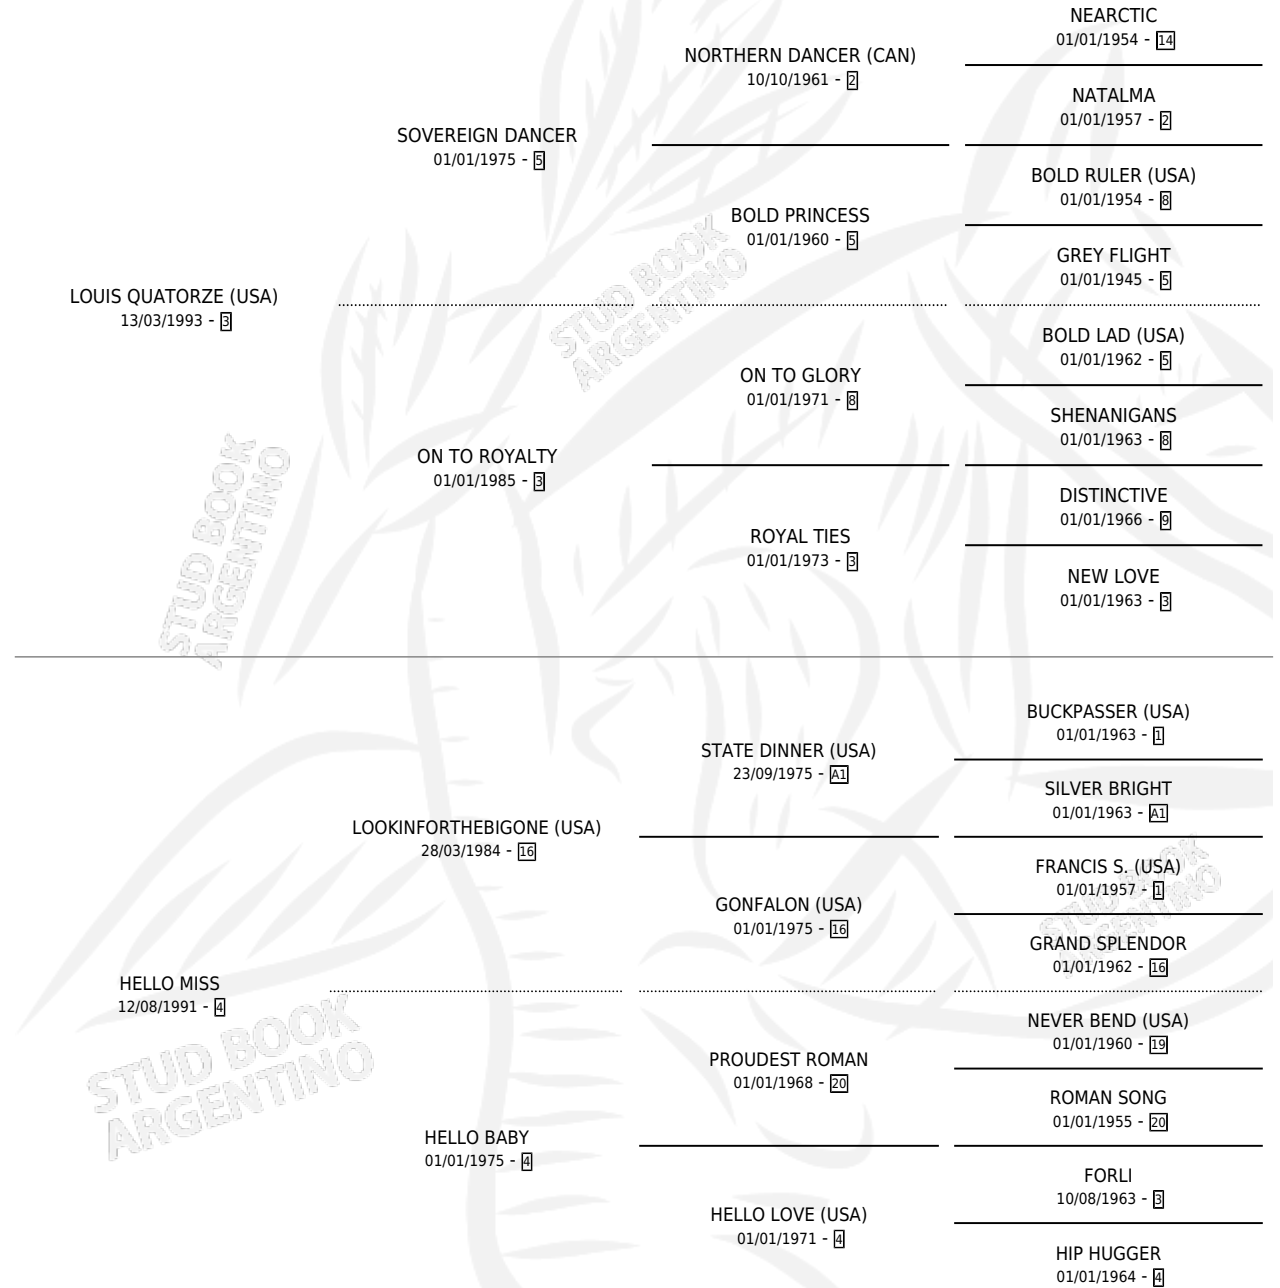 NEARCTIC
01/01/1954 - 14
NORTHERN DANCER (CAN)
10/10/1961 - 2
NATALMA
01/01/1957 - 2
SOVEREIGN DANCER
01/01/1975 - 5
BOLD RULER (USA)
01/01/1954 - 8
BOLD PRINCESS
01/01/1960 - 5
GREY FLIGHT
01/01/1945 - 5
LOUIS QUATORZE (USA)
13/03/1993 - 3
BOLD LAD (USA)
01/01/1962 - 5
ON TO GLORY
01/01/1971 - 8
SHENANIGANS
01/01/1963 - 8
ON TO ROYALTY
01/01/1985 - 3
DISTINCTIVE
01/01/1966 - 9
ROYAL TIES
01/01/1973 - 3
NEW LOVE
01/01/1963 - 3
BUCKPASSER (USA)
01/01/1963 - 1
STATE DINNER (USA)
23/09/1975 - A1
SILVER BRIGHT
01/01/1963 - A1
LOOKINFORTHEBIGONE (USA)
28/03/1984 - 16
FRANCIS S. (USA)
01/01/1957 - 1
GONFALON (USA)
01/01/1975 - 16
GRAND SPLENDOR
01/01/1962 - 16
HELLO MISS
12/08/1991 - 4
NEVER BEND (USA)
01/01/1960 - 19
PROUDEST ROMAN
01/01/1968 - 20
ROMAN SONG
01/01/1955 - 20
HELLO BABY
01/01/1975 - 4
FORLI
10/08/1963 - 3
HELLO LOVE (USA)
01/01/1971 - 4
HIP HUGGER
01/01/1964 - 4
STUD BOOK
ARGENTINO
STUD BOOK
ARGENTINO
STUD BOOK
ARGENTINO
STUD BOOK
ARGENTINO